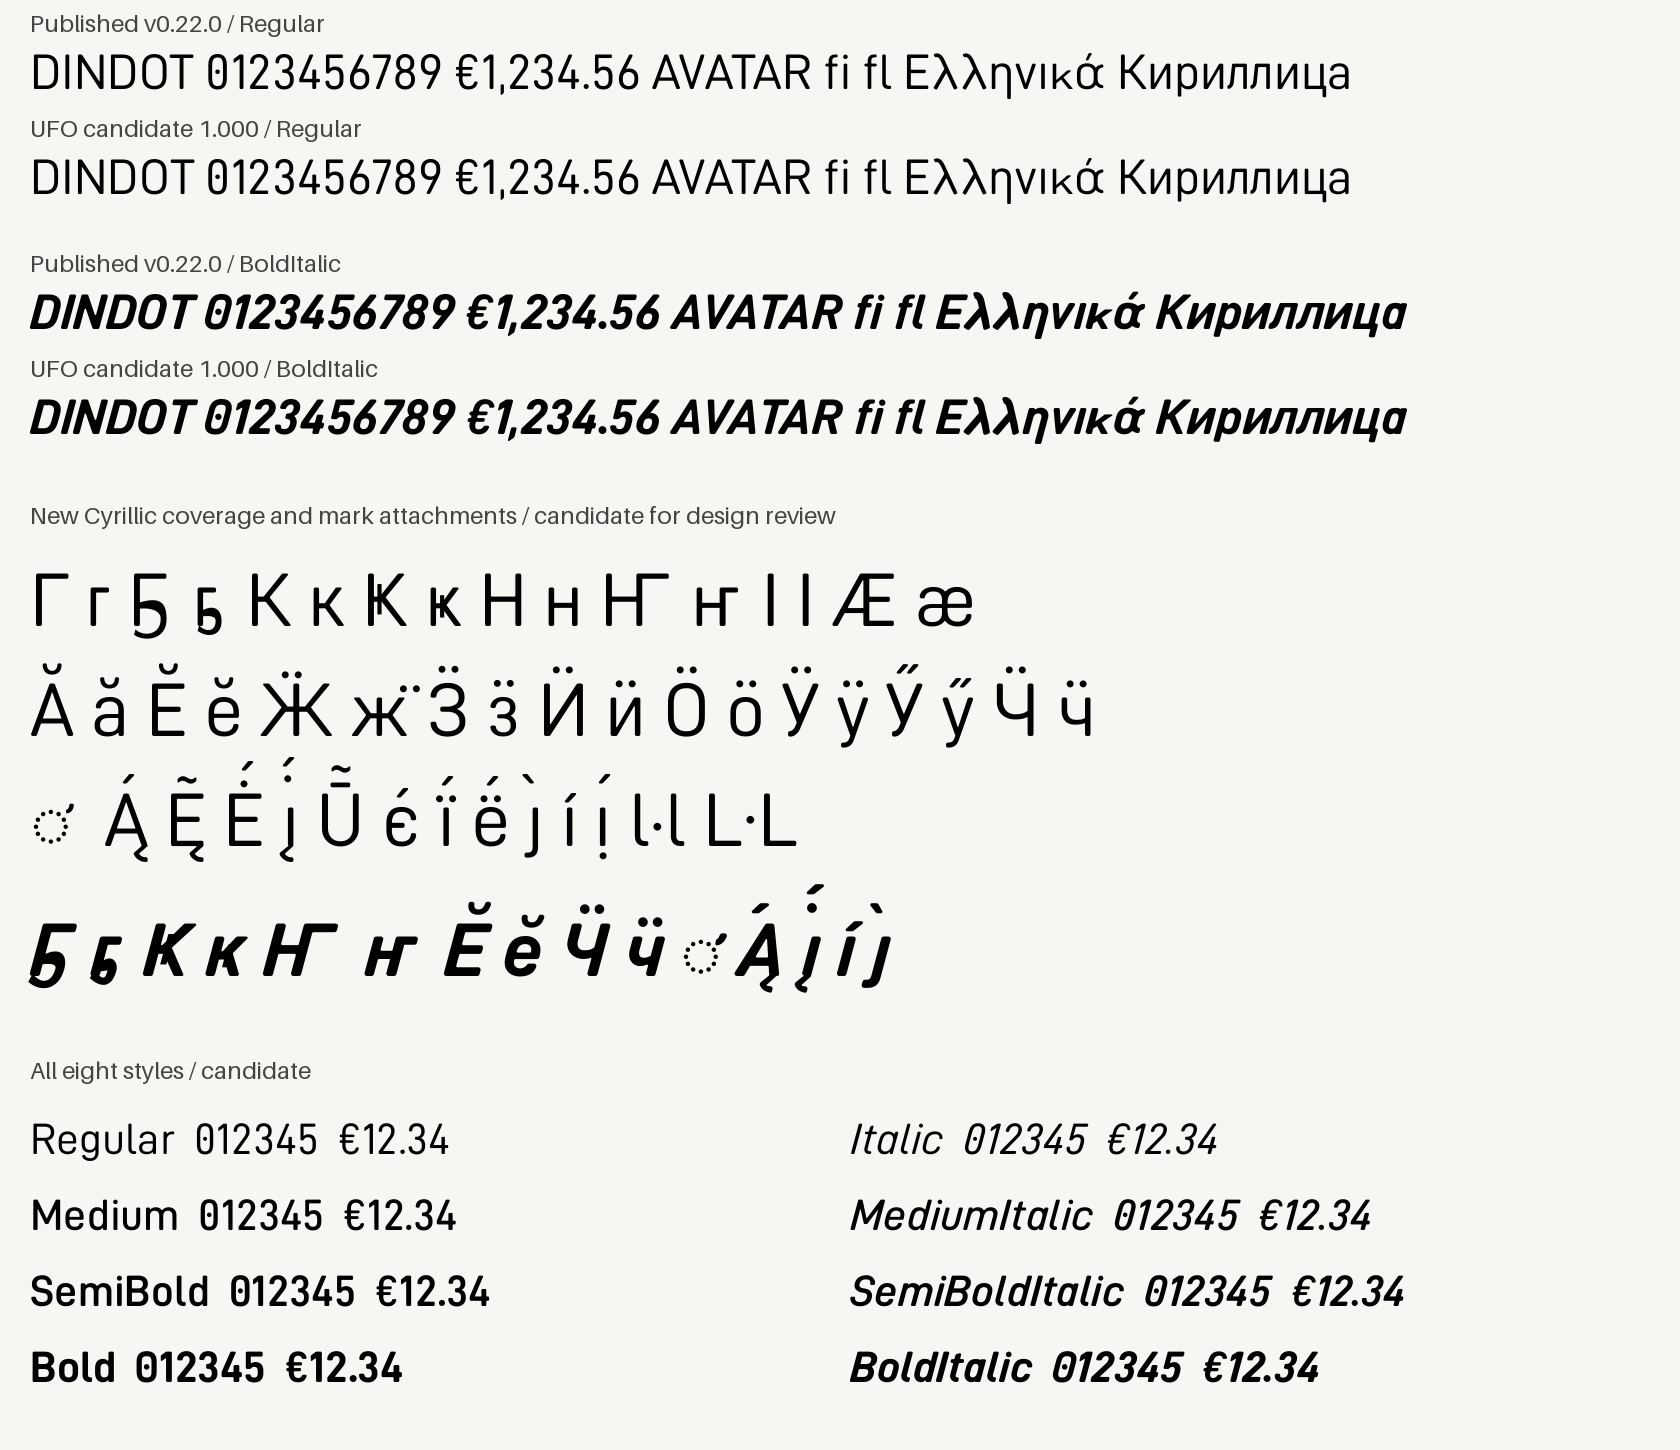 Published v0.22.0 / Regular
DINDOT 0123456789 €1,234.56 AVATAR fi fl Ελληνικά Кириллица
UFO candidate 1.000 / Regular
DINDOT 0123456789 €1,234.56 AVATAR fi fl Ελληνικά Кириллица
Published v0.22.0 / BoldItalic
DINDOT 0123456789 €1,234.56 AVATAR fi fl Ελληνικά Кириллица
UFO candidate 1.000 / BoldItalic
DINDOT 0123456789 €1,234.56 AVATAR fi fl Ελληνικά Кириллица
New Cyrillic coverage and mark attachments / candidate for design review
Г г Ҕ ҕ К к Ҝ ҝ Н н Ҥ ҥ Ӏ ӏ Ӕ ӕ
Ӑ ӑ Ӗ ӗ Ӝ ӝ Ӟ ӟ Ӥ ӥ Ӧ ӧ Ӱ ӱ Ӳ ӳ Ӵ ӵ
◌̛ Ą́ Ę̃ Ė́ į̇́ Ū̃ є́ ї́ ё́ j̀ í ị́ l·l L·L
Ҕ ҕ Ҝ ҝ Ҥ ҥ Ӗ ӗ Ӵ ӵ ◌̛ Ą́ į̇́ í j̀
All eight styles / candidate
Regular 012345 €12.34
Italic 012345 €12.34
Medium 012345 €12.34
MediumItalic 012345 €12.34
SemiBold 012345 €12.34
SemiBoldItalic 012345 €12.34
Bold 012345 €12.34
BoldItalic 012345 €12.34